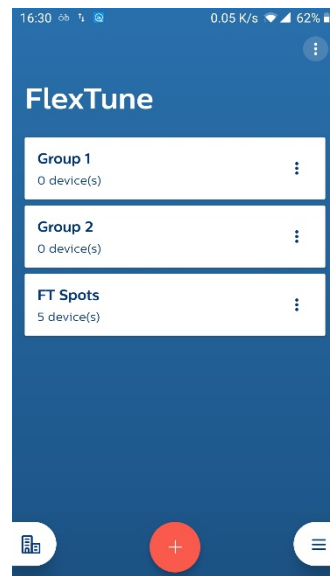 16:30 0.05 K/s 62%
FlexTune
Group 1
0 device(s)
Group 2
0 device(s)
FT Spots
5 device(s)